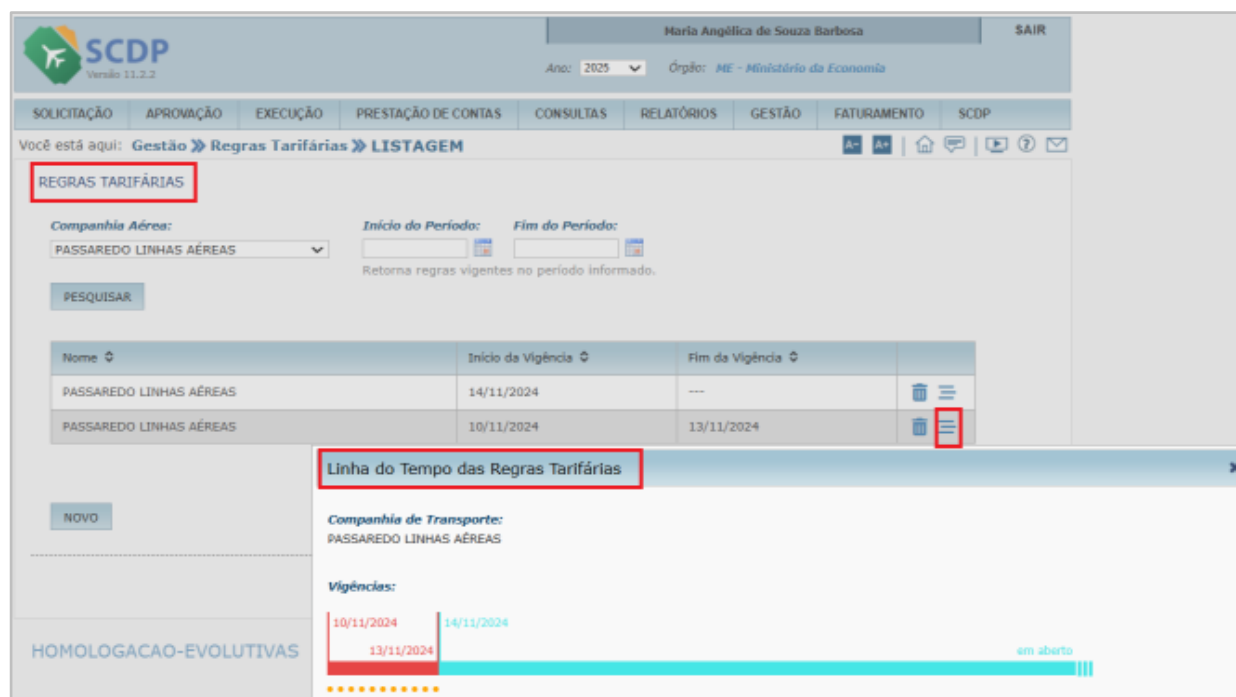 Maria Angélica de Souza Barbosa SAIR
SCDP
Versão 11.2.2
Ano: 2025 Órgão: ME - Ministério da Economia
SOLICITAÇÃO APROVAÇÃO EXECUÇÃO PRESTAÇÃO DE CONTAS CONSULTAS RELATÓRIOS GESTÃO FATURAMENTO SCDP
Você está aqui: Gestão » Regras Tarifárias » LISTAGEM A- A+
REGRAS TARIFÁRIAS
Companhia Aérea: Início do Período: Fim do Período:
PASSAREDO LINHAS AÉREAS
Retorna regras vigentes no período informado.
PESQUISAR
Nome Início da Vigência Fim da Vigência
PASSAREDO LINHAS AÉREAS 14/11/2024 ---
PASSAREDO LINHAS AÉREAS 10/11/2024 13/11/2024
Linha do Tempo das Regras Tarifárias x
NOVO
Companhia de Transporte:
PASSAREDO LINHAS AÉREAS
Vigências:
10/11/2024 14/11/2024
13/11/2024 em aberto
HOMOLOGACAO-EVOLUTIVAS